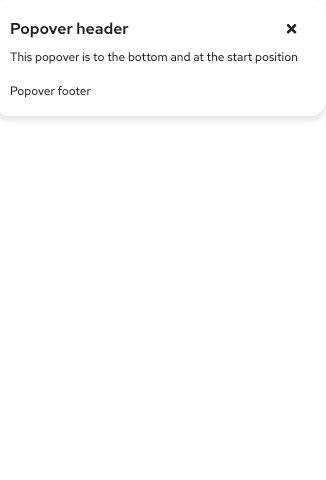 Popover header
This popover is to the bottom and at the start position
Popover footer